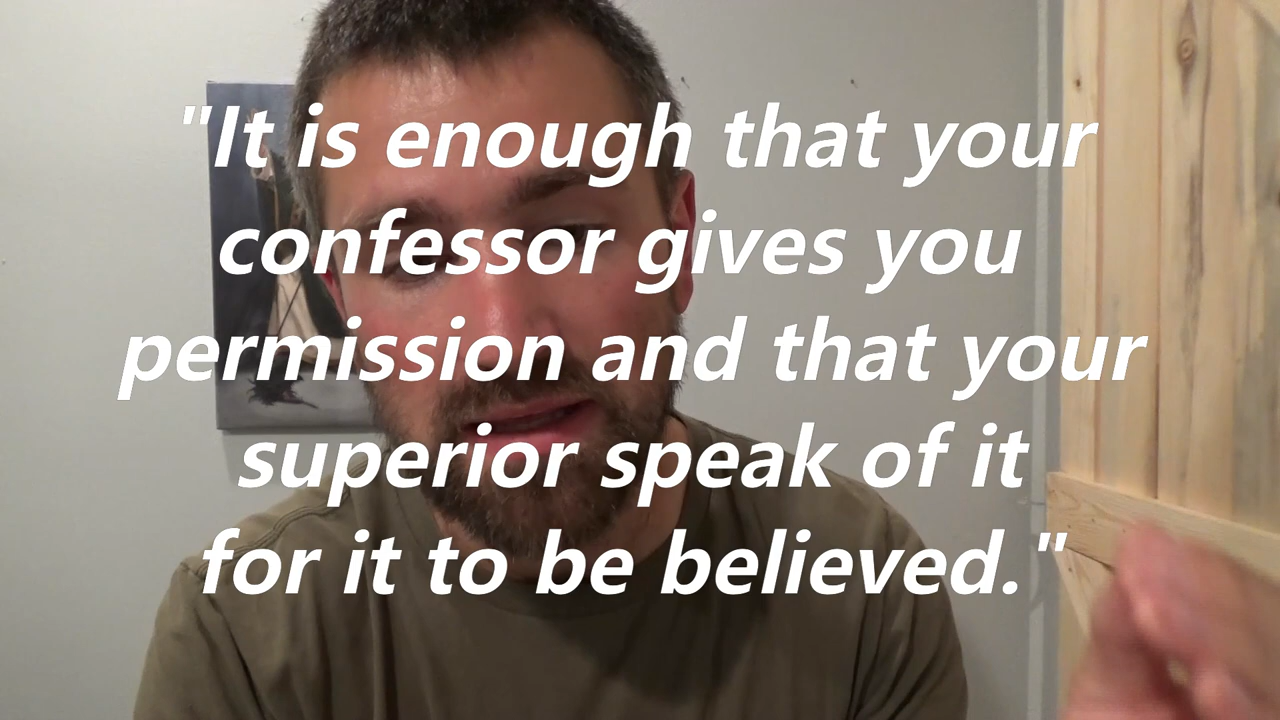 "It is enough that your
confessor gives you
permission and that your
superior speak of it
for it to be believed."